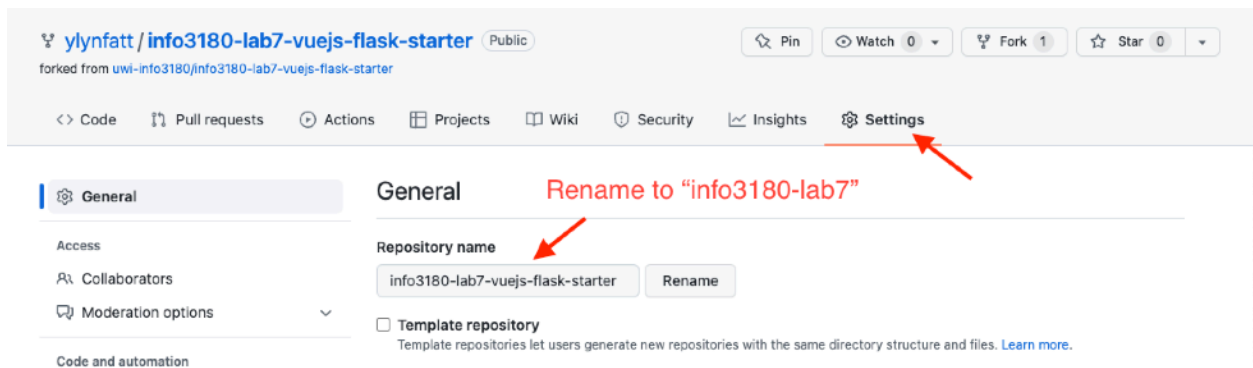 ylynfatt / info3180-lab7-vuejs-flask-starter Public Pin Watch 0 Fork 1 Star 0
forked from uwi-info3180/info3180-lab7-vuejs-flask-starter
<> Code Pull requests Actions Projects Wiki Security Insights Settings
General
General
Rename to “info3180-lab7”
Access
Repository name
Collaborators
info3180-lab7-vuejs-flask-starter Rename
Moderation options
Template repository
Template repositories let users generate new repositories with the same directory structure and files. Learn more.
Code and automation